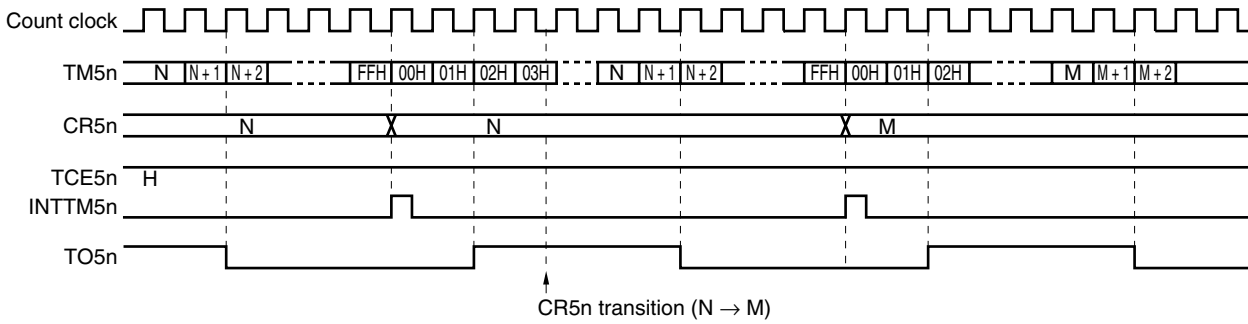 Count clock
TM5n N N + 1 N + 2 FFH 00H 01H 02H 03H N N + 1 N + 2 FFH 00H 01H 02H M M + 1 M + 2
CR5n N N M
TCE5n H
INTTM5n
TO5n
CR5n transition (N → M)